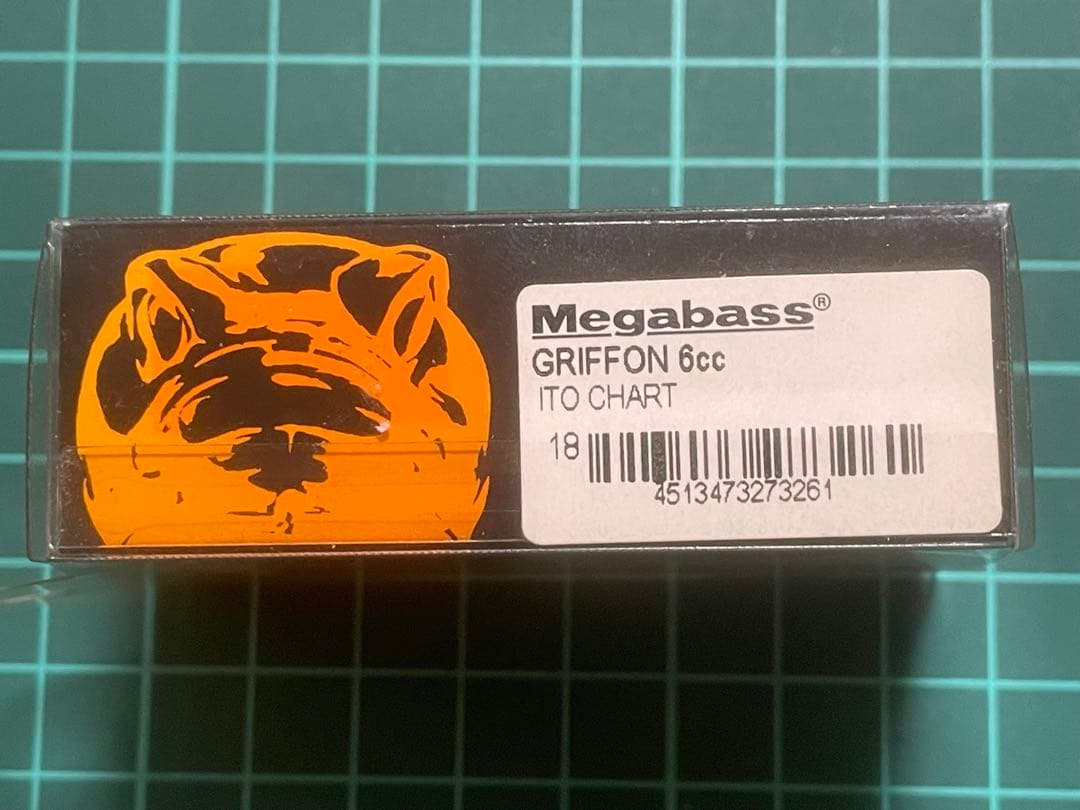 Megabass®
GRIFFON 6cc
ITO CHART
18
4513473273261